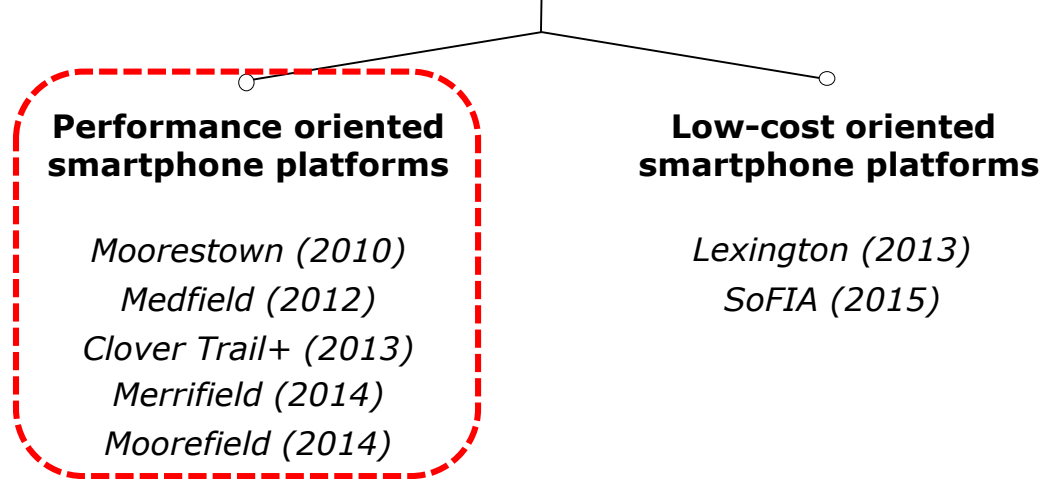 Performance oriented
smartphone platforms
Moorestown (2010)
Medfield (2012)
Clover Trail+ (2013)
Merrifield (2014)
Moorefield (2014)
Low-cost oriented
smartphone platforms
Lexington (2013)
SoFIA (2015)